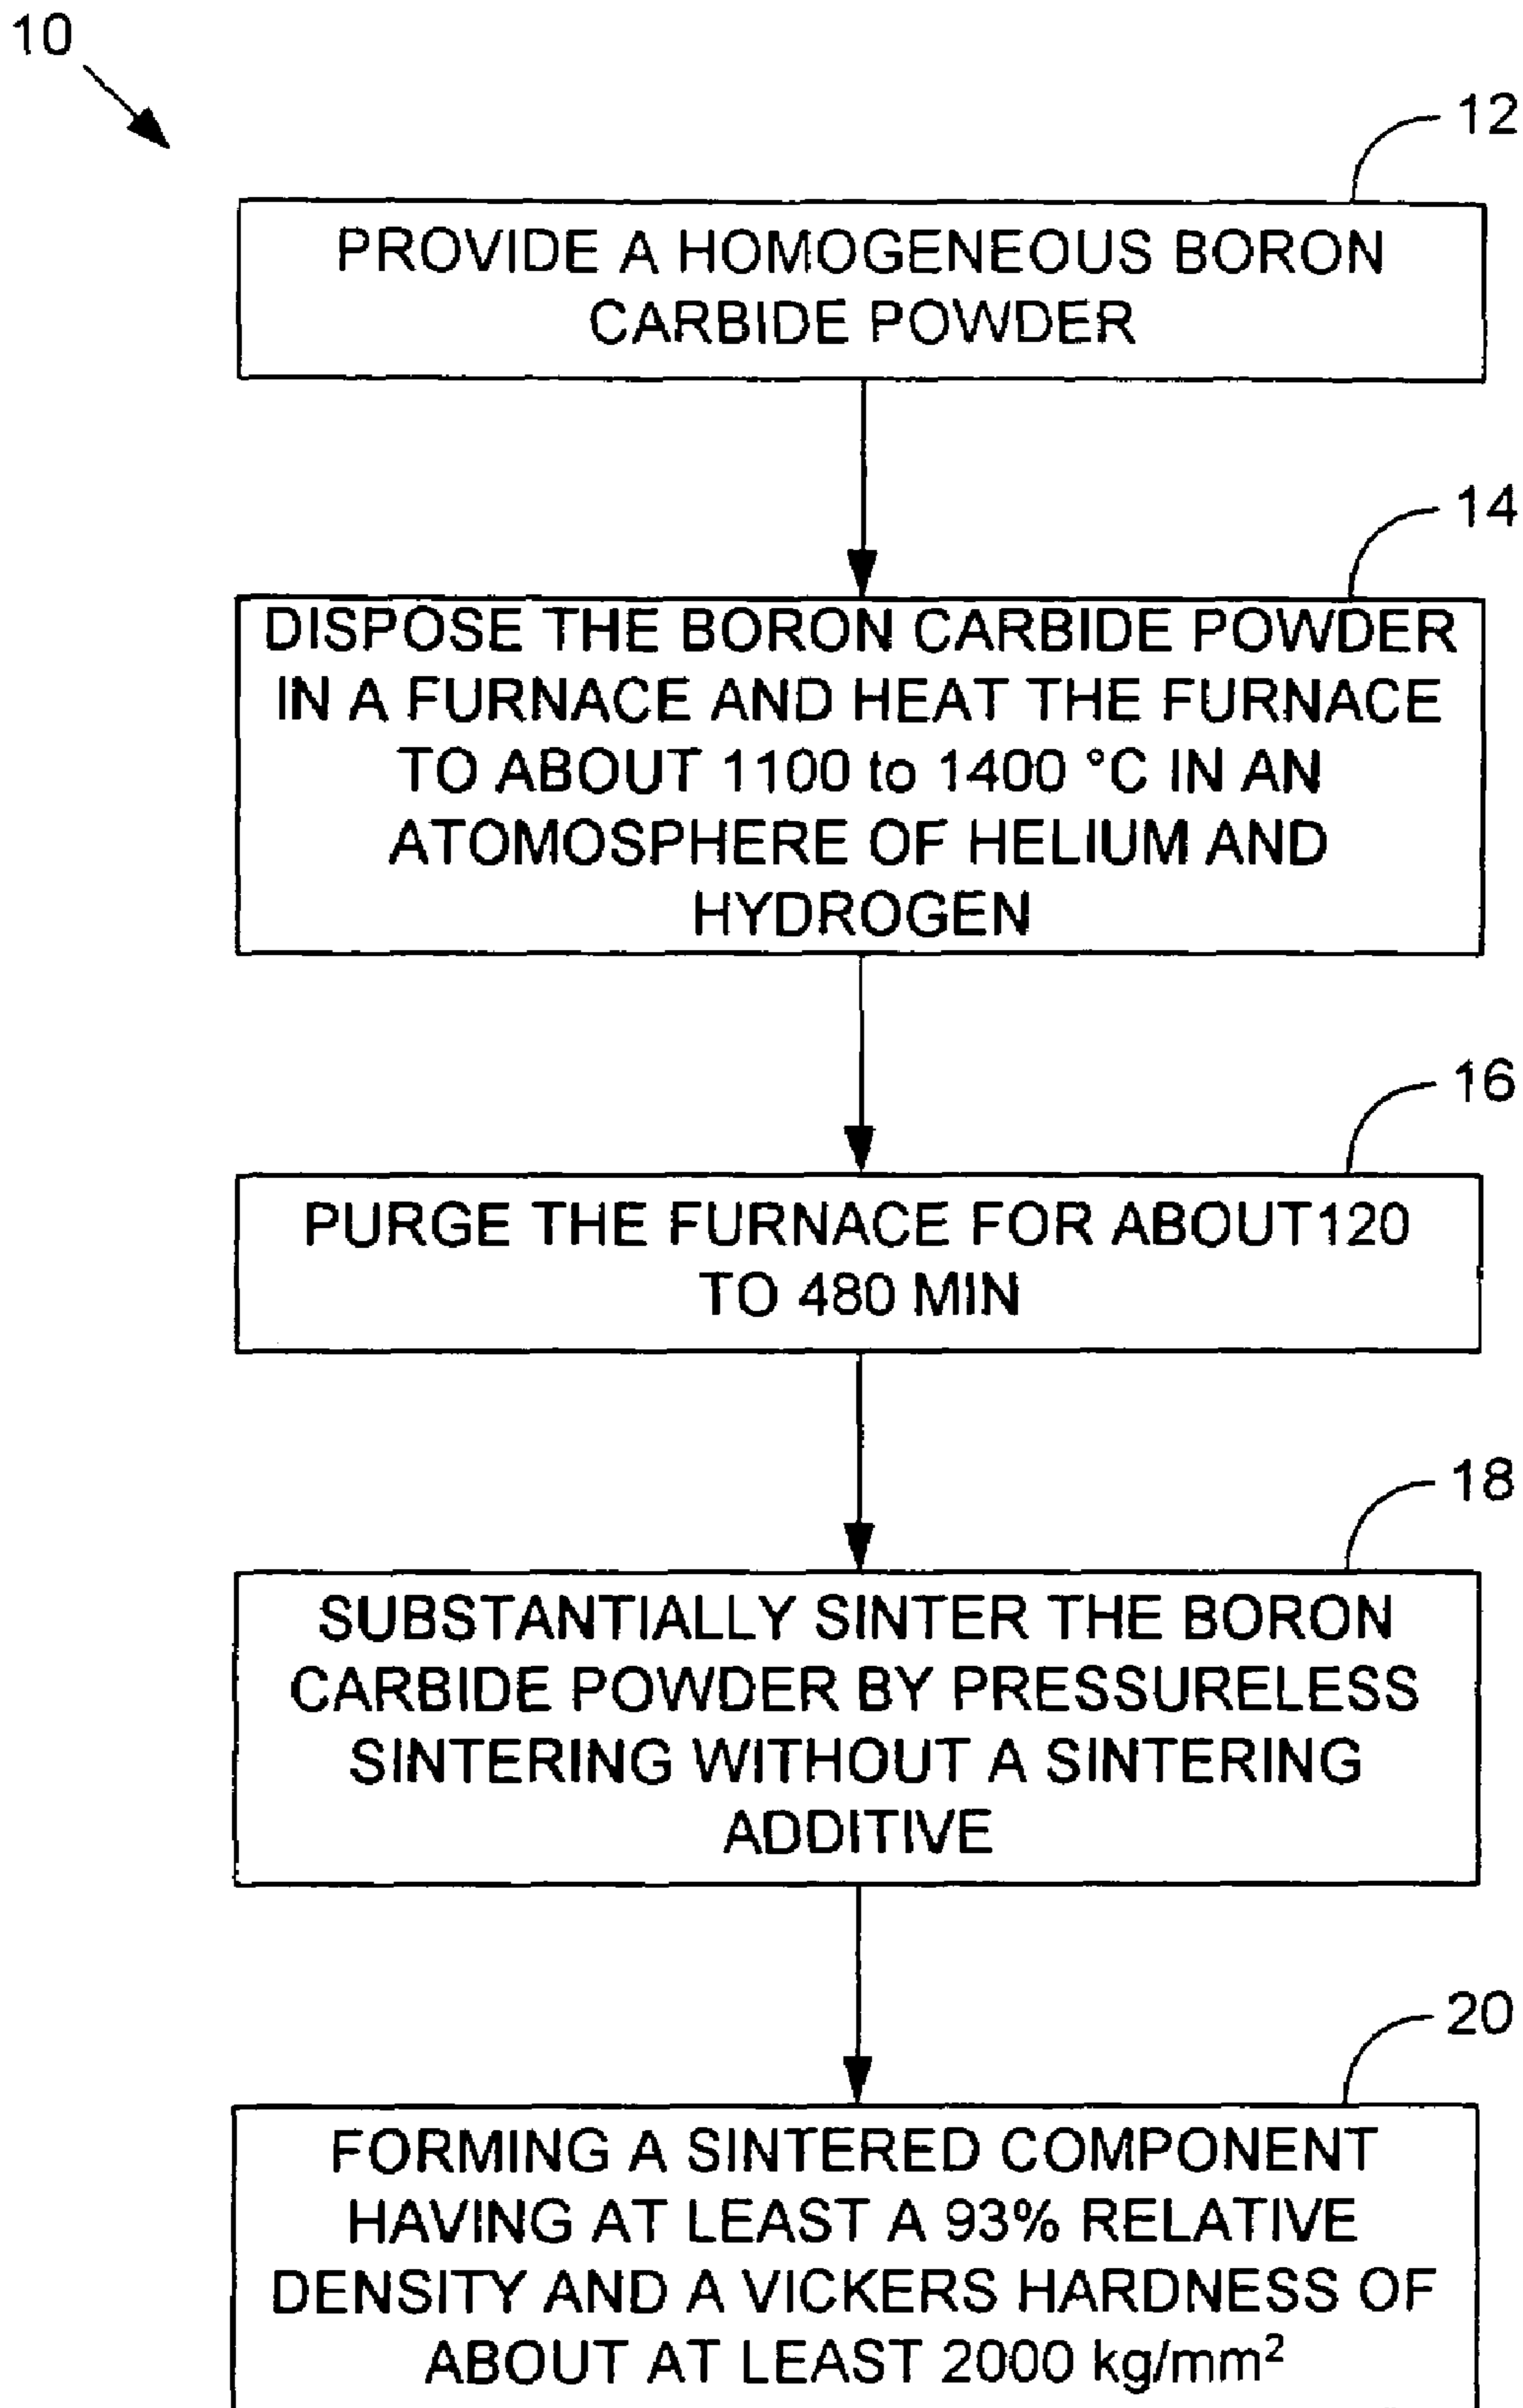 10
12
PROVIDE A HOMOGENEOUS BORON
CARBIDE POWDER
14
DISPOSE THE BORON CARBIDE POWDER
IN A FURNACE AND HEAT THE FURNACE
TO ABOUT 1100 to 1400 °C IN AN
ATOMOSPHERE OF HELIUM AND
HYDROGEN
16
PURGE THE FURNACE FOR ABOUT 120
TO 480 MIN
18
SUBSTANTIALLY SINTER THE BORON
CARBIDE POWDER BY PRESSURELESS
SINTERING WITHOUT A SINTERING
ADDITIVE
20
FORMING A SINTERED COMPONENT
HAVING AT LEAST A 93% RELATIVE
DENSITY AND A VICKERS HARDNESS OF
ABOUT AT LEAST 2000 kg/mm²